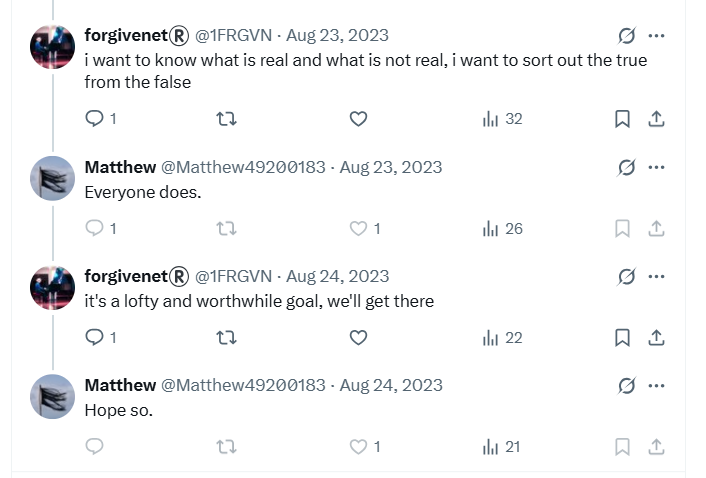 forgivenet® @1FRGVN · Aug 23, 2023
i want to know what is real and what is not real, i want to sort out the true
from the false
1 32
Matthew @Matthew49200183 · Aug 23, 2023
Everyone does.
1 1 26
forgivenet® @1FRGVN · Aug 24, 2023
it's a lofty and worthwhile goal, we'll get there
1 22
Matthew @Matthew49200183 · Aug 24, 2023
Hope so.
1 21